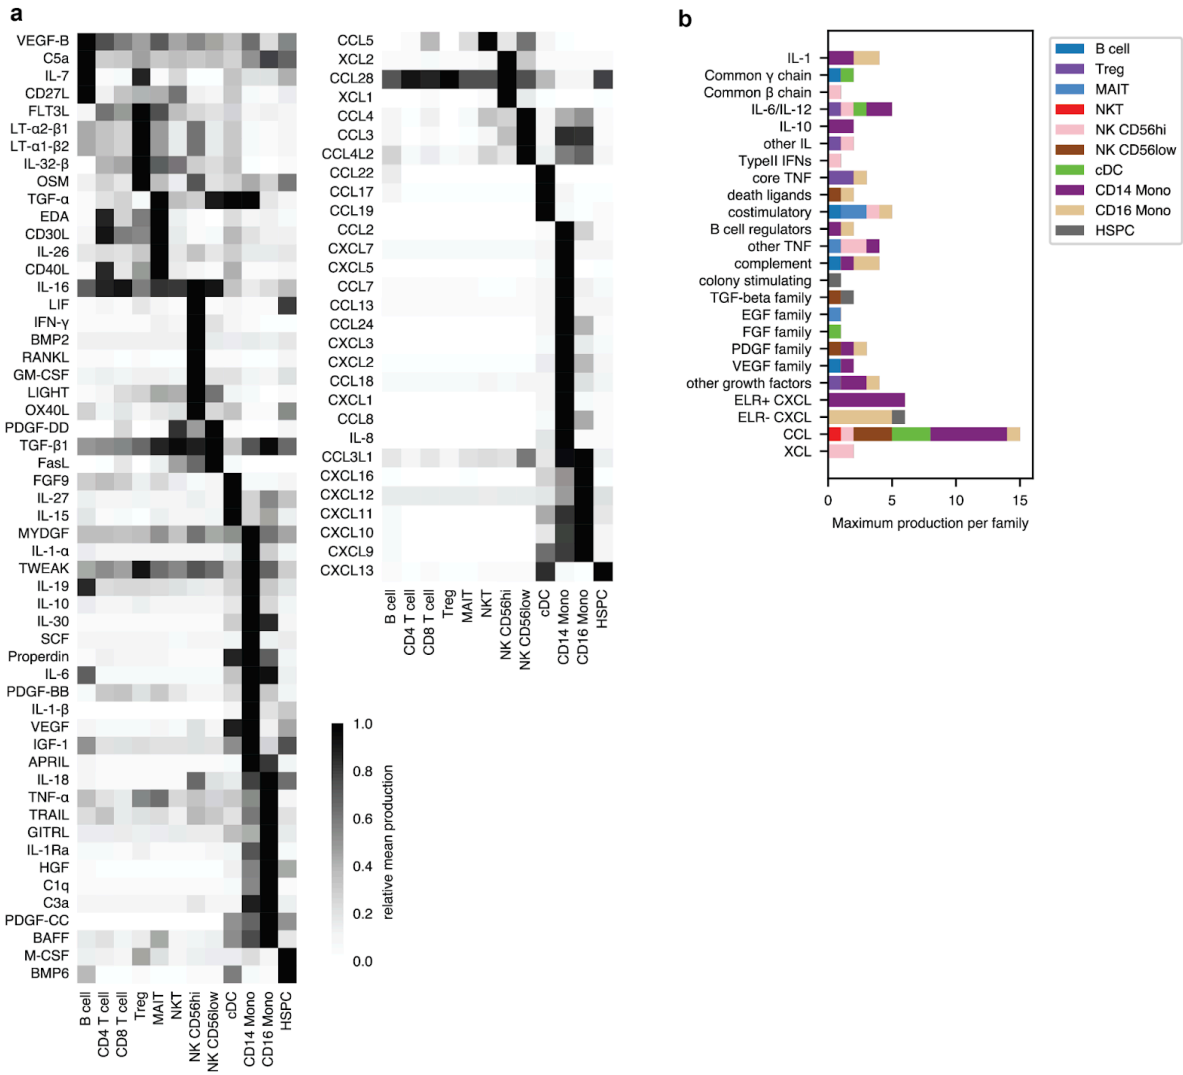 a
VEGF-B
C5a
IL-7
CD27L
FLT3L
LT-α2-β1
LT-α1-β2
IL-32-β
OSM
TGF-α
EDA
CD30L
IL-26
CD40L
IL-16
LIF
IFN-γ
BMP2
RANKL
GM-CSF
LIGHT
OX40L
PDGF-DD
TGF-β1
FasL
FGF9
IL-27
IL-15
MYDGF
IL-1-α
TWEAK
IL-19
IL-10
IL-30
SCF
Properdin
IL-6
PDGF-BB
IL-1-β
VEGF
IGF-1
APRIL
IL-18
TNF-α
TRAIL
GITRL
IL-1Ra
HGF
C1q
C3a
PDGF-CC
BAFF
M-CSF
BMP6
B cell
CD4 T cell
CD8 T cell
Treg
MAIT
NKT
NK CD56hi
NK CD56low
cDC
CD14 Mono
CD16 Mono
HSPC
CCL5
XCL2
CCL28
XCL1
CCL4
CCL3
CCL4L2
CCL22
CCL17
CCL19
CCL2
CXCL7
CXCL5
CCL7
CCL13
CCL24
CXCL3
CXCL2
CCL18
CXCL1
CCL8
IL-8
CCL3L1
CXCL16
CXCL12
CXCL11
CXCL10
CXCL9
CXCL13
B cell
CD4 T cell
CD8 T cell
Treg
MAIT
NKT
NK CD56hi
NK CD56low
cDC
CD14 Mono
CD16 Mono
HSPC
1.0
0.8
0.6
0.4
0.2
0.0
relative mean production
b
IL-1
Common γ chain
Common β chain
IL-6/IL-12
IL-10
other IL
TypeII IFNs
core TNF
death ligands
costimulatory
B cell regulators
other TNF
complement
colony stimulating
TGF-beta family
EGF family
FGF family
PDGF family
VEGF family
other growth factors
ELR+ CXCL
ELR- CXCL
CCL
XCL
0 5 10 15
Maximum production per family
B cell
Treg
MAIT
NKT
NK CD56hi
NK CD56low
cDC
CD14 Mono
CD16 Mono
HSPC